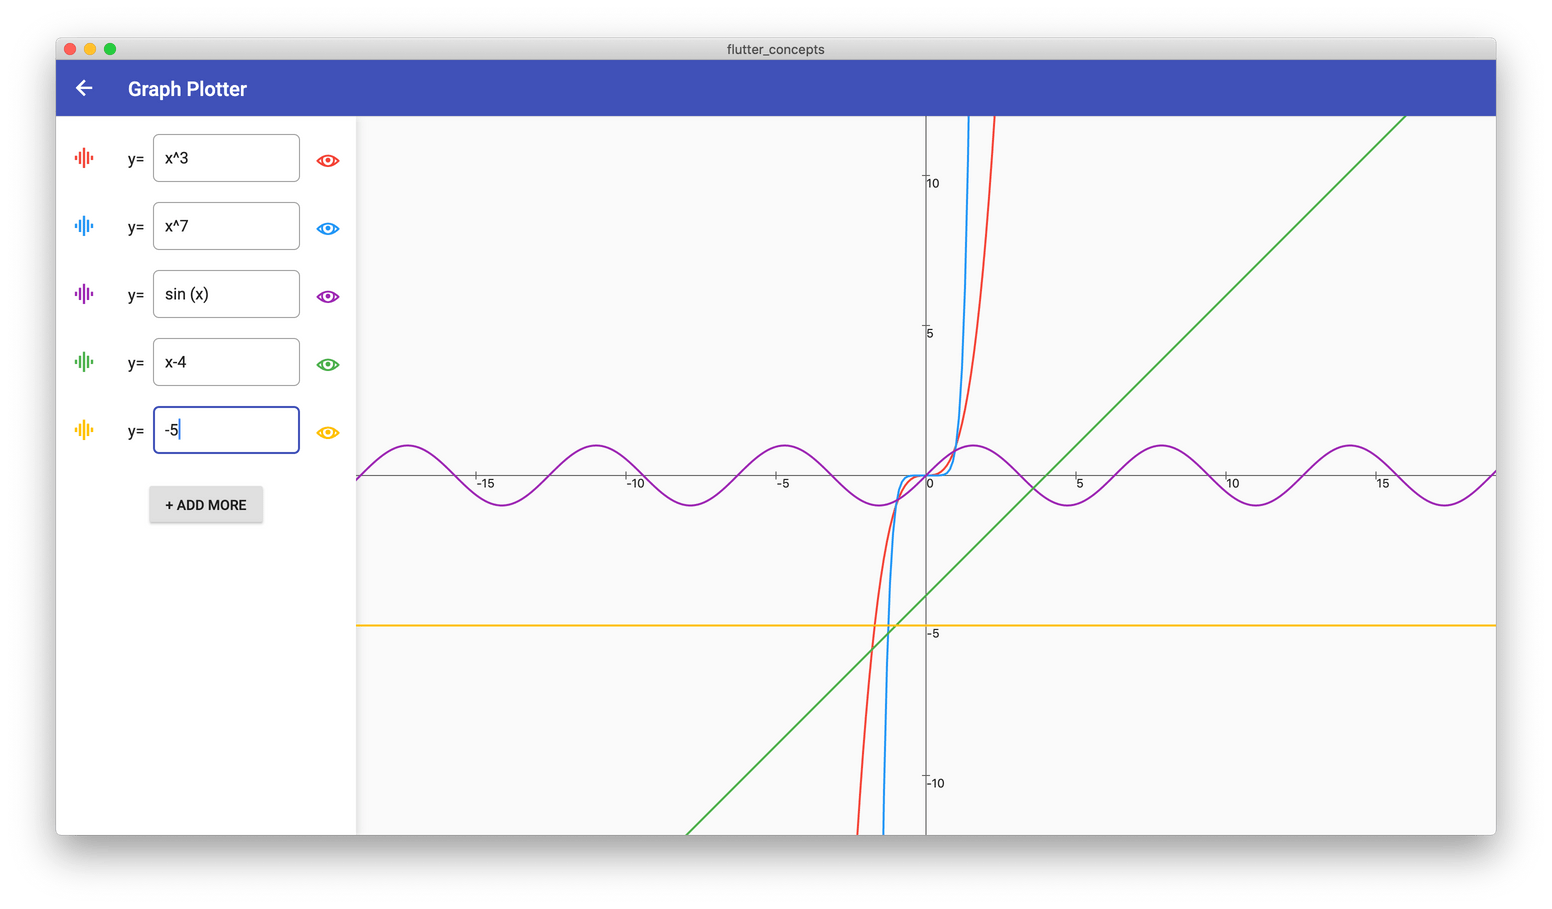 flutter_concepts
Graph Plotter
y= x^3
y= x^7
y= sin (x)
y= x-4
y= -5
+ ADD MORE
10
5
-15 -10 -5 0 5 10 15
-5
-10